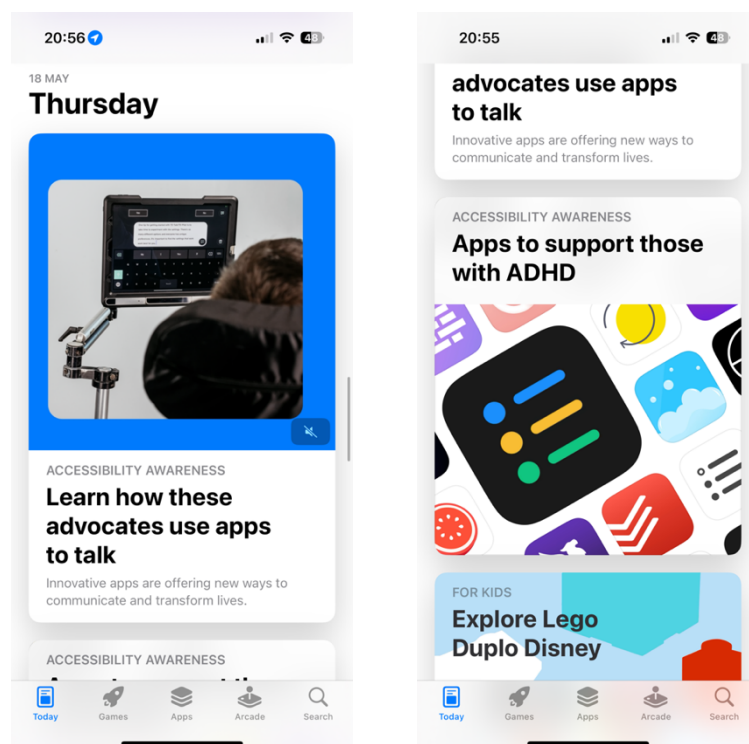 20:56
48
18 MAY
Thursday
ACCESSIBILITY AWARENESS
Learn how these
advocates use apps
to talk
Innovative apps are offering new ways to
communicate and transform lives.
ACCESSIBILITY AWARENESS
Today
Games
Apps
Arcade
Search
20:55
48
advocates use apps
to talk
Innovative apps are offering new ways to
communicate and transform lives.
ACCESSIBILITY AWARENESS
Apps to support those
with ADHD
FOR KIDS
Explore Lego
Duplo Disney
Today
Games
Apps
Arcade
Search